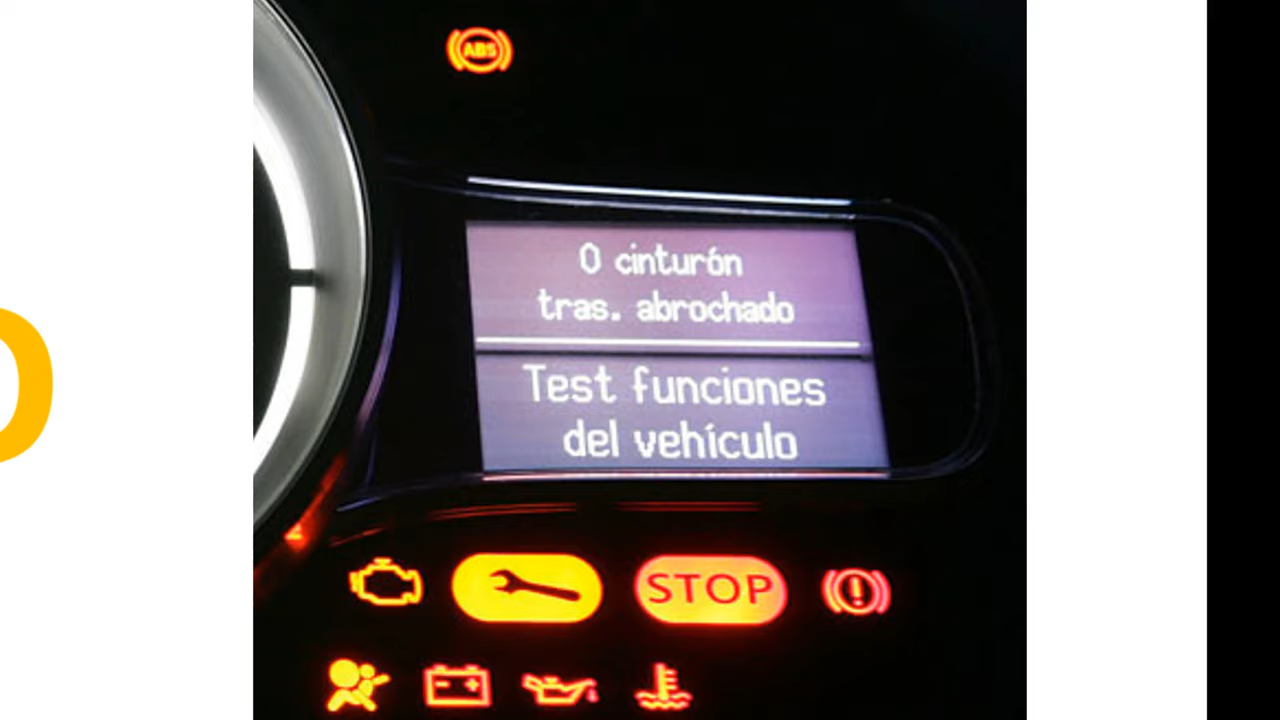 ABS
0 cinturón
tras. abrochado
Test funciones
del vehículo
STOP